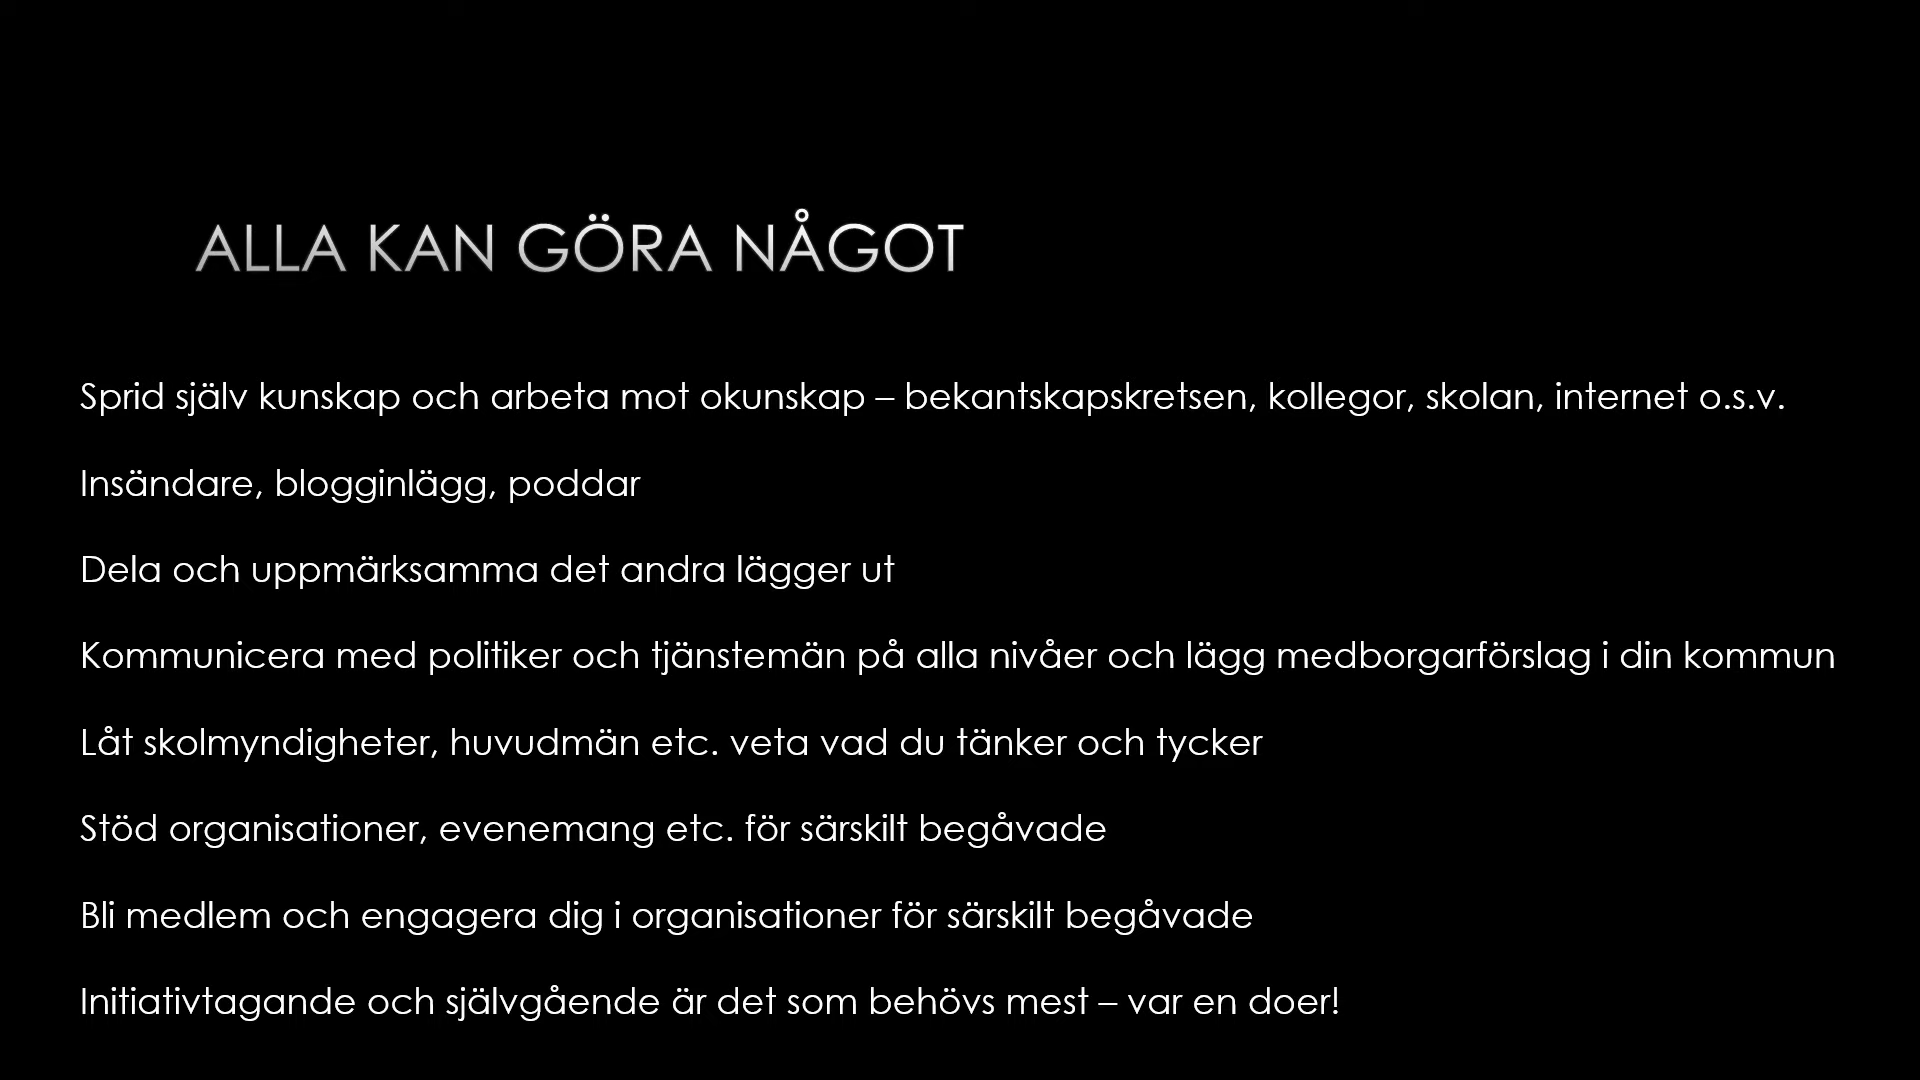 ALLA KAN GÖRA NÅGOT
Sprid själv kunskap och arbeta mot okunskap – bekantskapskretsen, kollegor, skolan, internet o.s.v.
Insändare, blogginlägg, poddar
Dela och uppmärksamma det andra lägger ut
Kommunicera med politiker och tjänstemän på alla nivåer och lägg medborgarförslag i din kommun
Låt skolmyndigheter, huvudmän etc. veta vad du tänker och tycker
Stöd organisationer, evenemang etc. för särskilt begåvade
Bli medlem och engagera dig i organisationer för särskilt begåvade
Initiativtagande och självgående är det som behövs mest – var en doer!